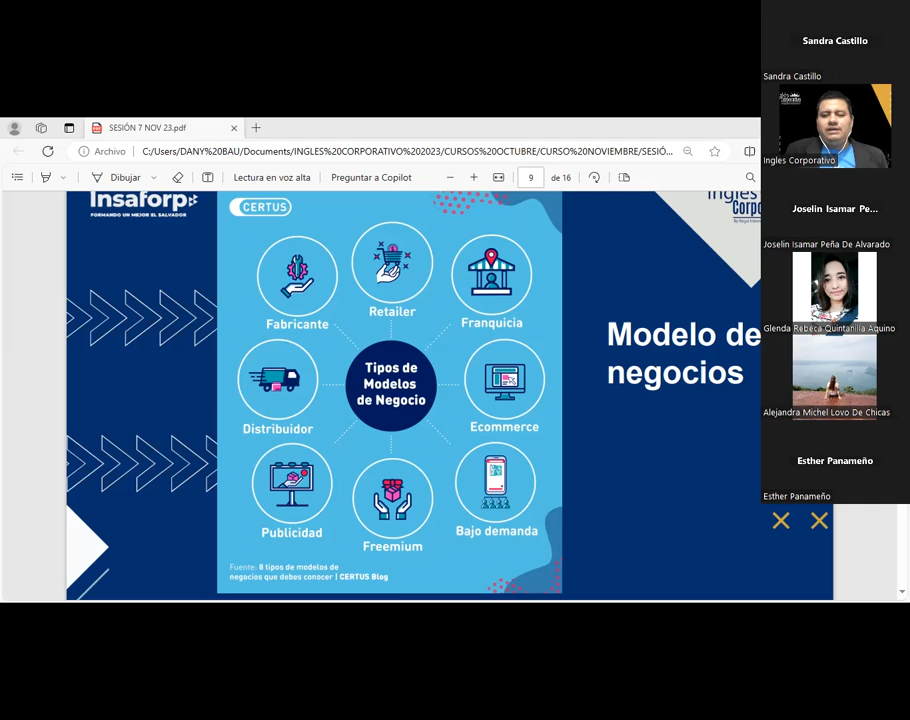 SESIÓN 7 NOV 23.pdf
Archivo
C:/Users/DANY%20BAU/Documents/INGLES%20CORPORATIVO%202023/CURSOS%20OCTUBRE/CURSO%20NOVIEMBRE/SESIÓ...
Dibujar
Lectura en voz alta
Preguntar a Copilot
9
de 16
Insaforp
FORMANDO UN MEJOR EL SALVADOR
CERTUS
Ingles
Corpo
Fabricante
Retailer
Franquicia
Distribuidor
Tipos de
Modelos
de Negocio
Ecommerce
Publicidad
Freemium
Bajo demanda
Fuente: 8 tipos de modelos de
negocios que debes conocer | CERTUS Blog
Modelo de
negocios
Sandra Castillo
Sandra Castillo
Ingles Corporativo
Joselin Isamar Pe...
Joselin Isamar Peña De Alvarado
Glenda Rebeca Quintanilla Aquino
Alejandra Michel Lovo De Chicas
Esther Panameño
Esther Panameño